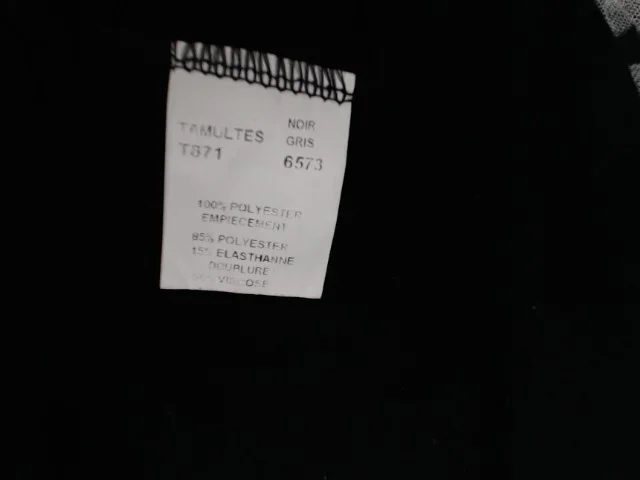 TAMULTES
T871
NOIR
GRIS
6573
100% POLYESTER
EMPIECEMENT
85% POLYESTER
15% ELASTHANNE
DOUBLURE
VISCOSE